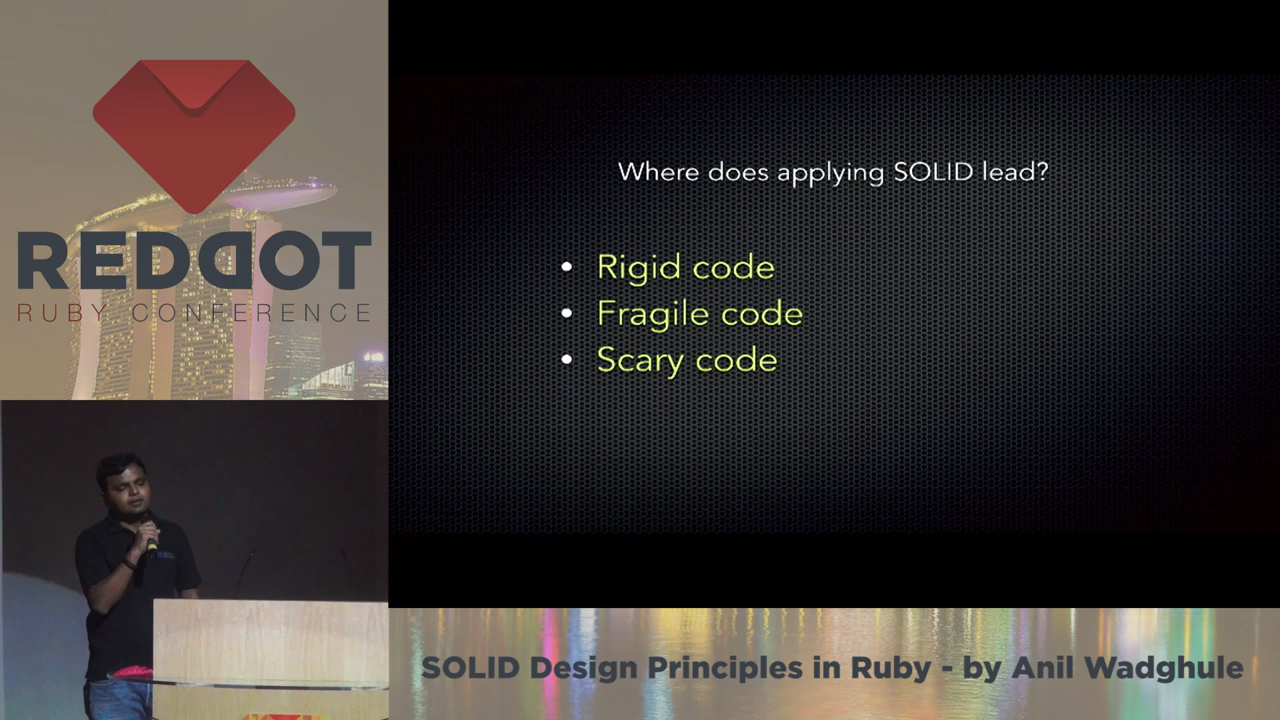 REDDOT
RUBY CONFERENCE
Where does applying SOLID lead?
• Rigid code
• Fragile code
• Scary code
SOLID Design Principles in Ruby - by Anil Wadghule